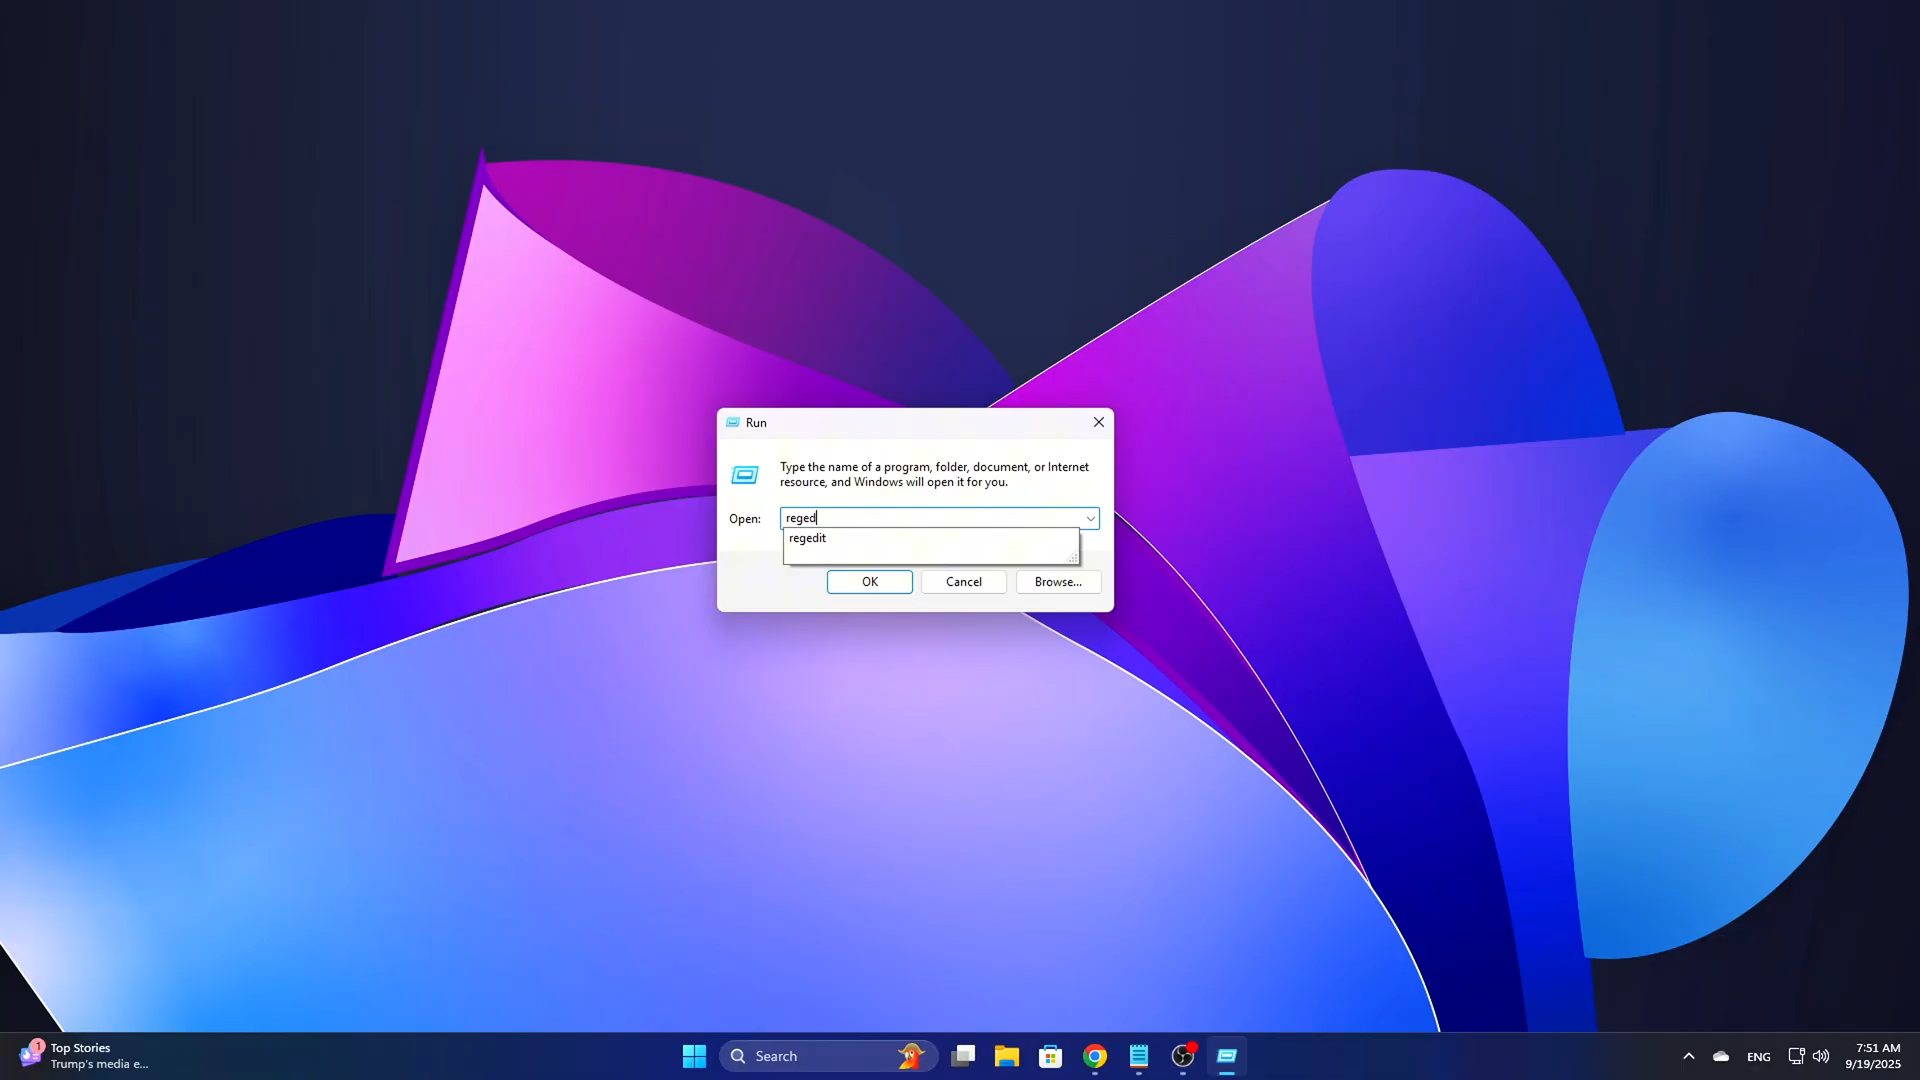 Run
Type the name of a program, folder, document, or Internet
resource, and Windows will open it for you.
Open:
reged
regedit
OK
Cancel
Browse...
1
Top Stories
Trump's media e...
Search
ENG
7:51 AM
9/19/2025